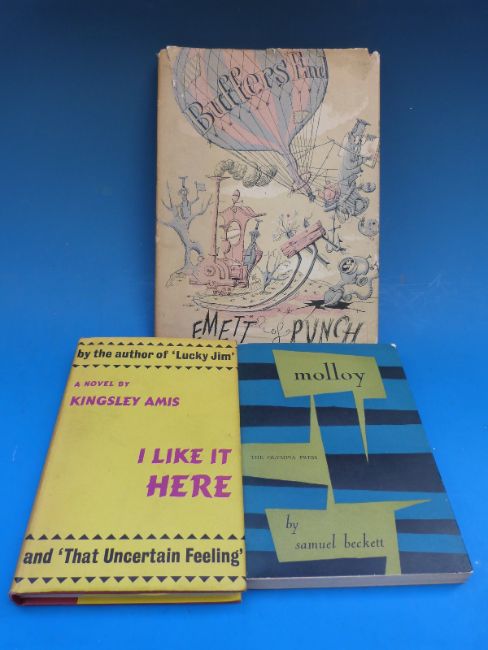 Buffers End
EMETT of PUNCH
by the author of 'Lucky Jim'
A NOVEL BY
KINGSLEY AMIS
I LIKE IT
HERE
and 'That Uncertain Feeling'
molloy
THE OLYMPIA PRESS
by
samuel beckett